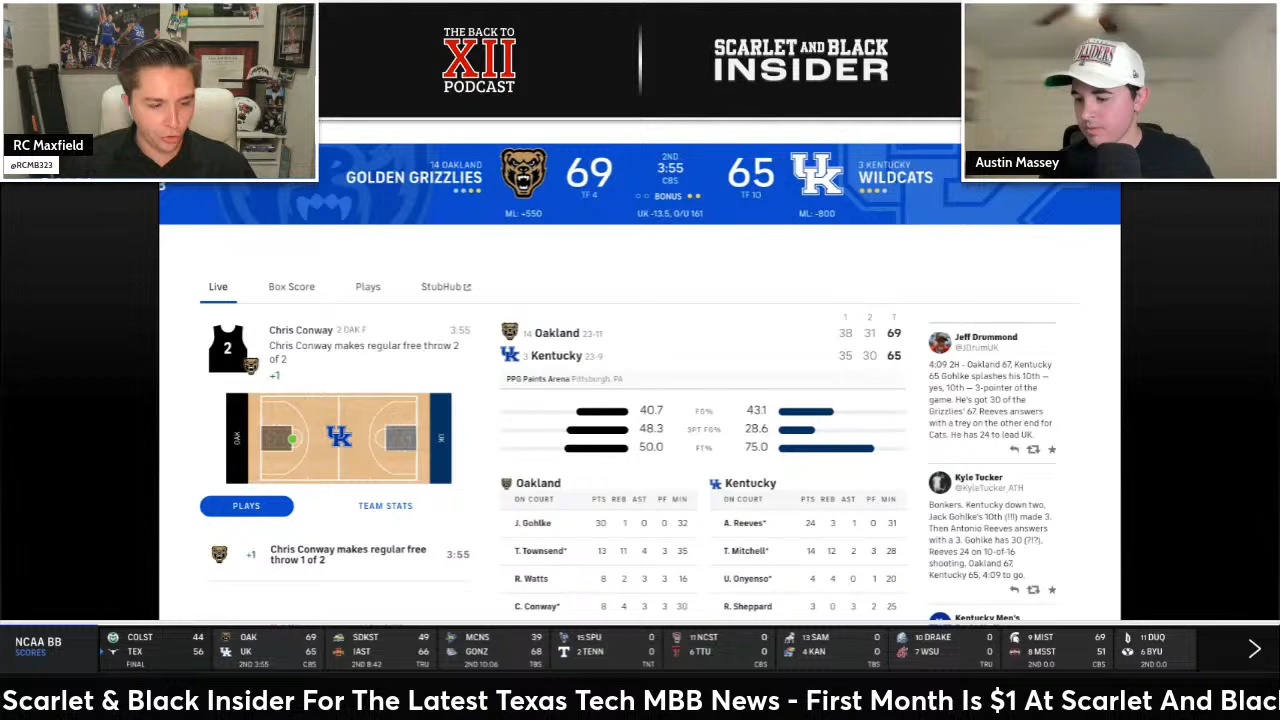 THE BACK TO
XII
PODCAST
SCARLET AND BLACK
INSIDER
RC Maxfield
@RCMB323
Austin Massey
14 OAKLAND
GOLDEN GRIZZLIES
69
TF 4
ML: +550
2ND
3:55
CBS
BONUS
UK -13.5, O/U 161
65
TF 10
ML: -800
UK
3 KENTUCKY
WILDCATS
Live
Box Score
Plays
StubHub
2
Chris Conway 2 OAK F 3:55
Chris Conway makes regular free throw 2
of 2
+1
OAK
UK
UK
PLAYS
TEAM STATS
+1 Chris Conway makes regular free
throw 1 of 2
3:55
1 2 T
14 Oakland 23-11 38 31 69
3 Kentucky 23-9 35 30 65
PPG Paints Arena Pittsburgh, PA
40.7 FG% 43.1
48.3 3PT FG% 28.6
50.0 FT% 75.0
Oakland
ON COURT PTS REB AST PF MIN
J. Gohlke 30 1 0 0 32
T. Townsend* 13 11 4 3 35
R. Watts 8 2 3 3 16
C. Conway* 8 4 3 3 30
Kentucky
ON COURT PTS REB AST PF MIN
A. Reeves* 24 3 1 0 31
T. Mitchell* 14 12 2 3 28
U. Onyenso* 4 4 0 1 20
R. Sheppard 3 0 3 2 25
Jeff Drummond
@JDrumUK
4:09 2H - Oakland 67, Kentucky
65 Gohlke splashes his 10th —
yes, 10th — 3-pointer of the
game. He's got 30 of the
Grizzlies' 67. Reeves answers
with a trey on the other end for
Cats. He has 24 to lead UK.
Kyle Tucker
@KyleTucker_ATH
Bonkers. Kentucky down two,
Jack Gohlke's 10th (!!!) made 3.
Then Antonio Reeves answers
with a 3. Gohlke has 30 (?!?).
Reeves 24 on 10-of-16
shooting, Oakland 67,
Kentucky 65, 4:09 to go.
Kentucky Men's
NCAA BB
SCORES
COLST 44
TEX 56
FINAL
OAK 69
UK 65
2ND 3:55 CBS
SDKST 49
IAST 66
2ND 8:42 TRU
MCNS 39
GONZ 68
2ND 10:06 TBS
15 SPU 0
2 TENN 0
TNT
11 NCST 0
6 TTU 0
CBS
13 SAM 0
4 KAN 0
TBS
10 DRAKE 0
7 WSU 0
TRU
9 MIST 69
8 MSST 51
2ND 0.0 CBS
11 DUQ
6 BYU
2ND 0.0
Scarlet & Black Insider For The Latest Texas Tech MBB News - First Month Is $1 At Scarlet And Blac